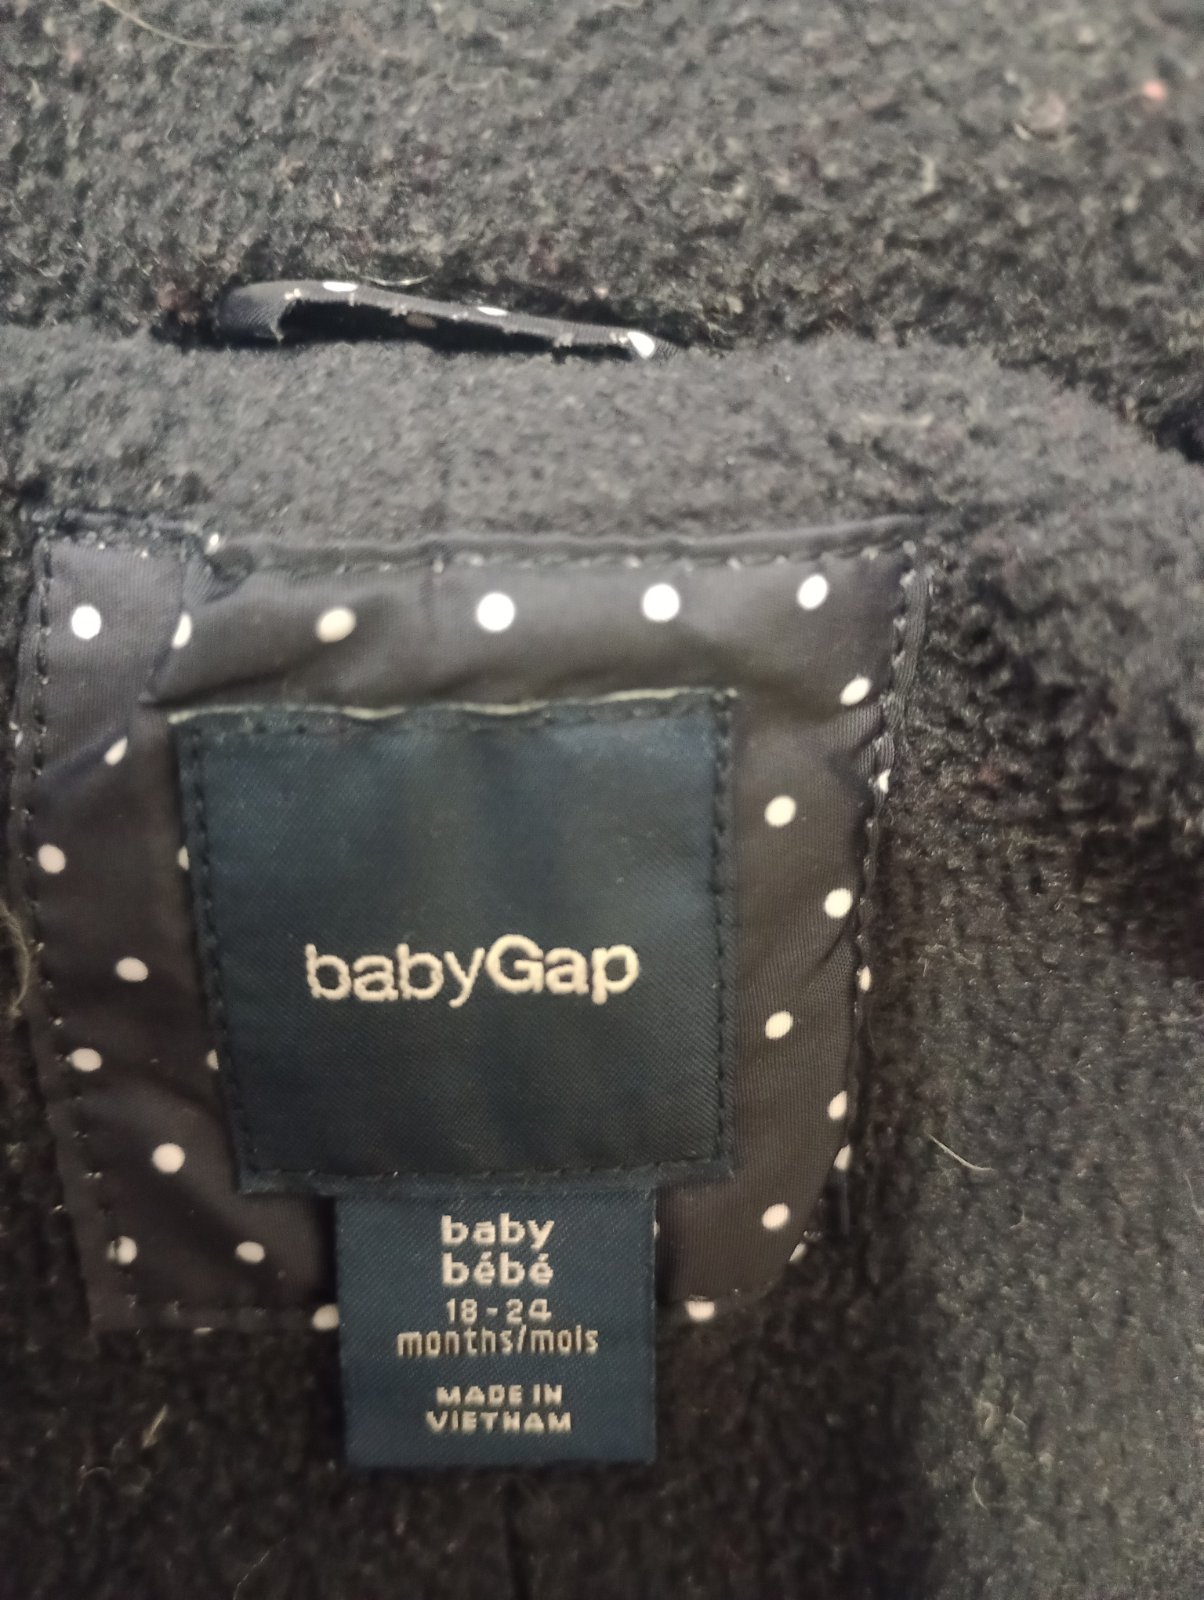 babyGap
baby
bébé
18-24
months/mois
MADE IN
VIETNAM